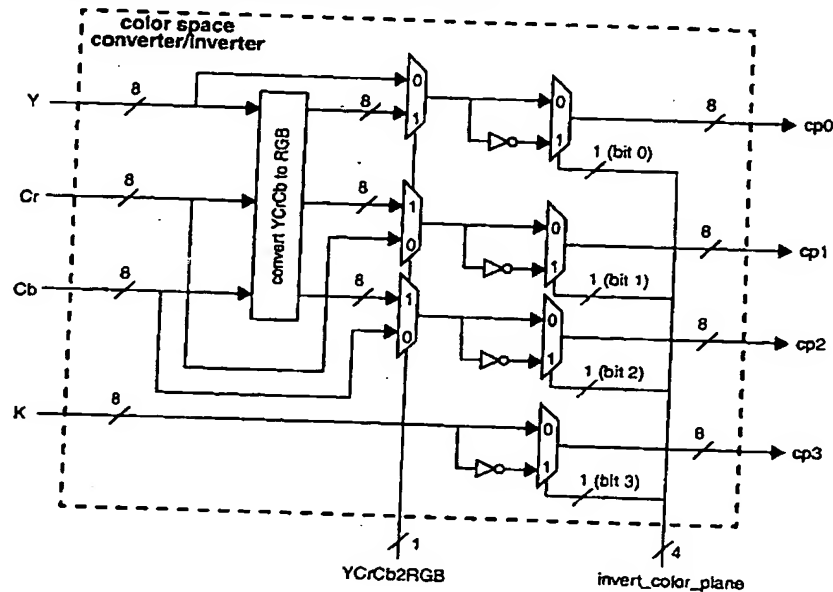 color space
converter/inverter
Y
8
8
0
1
0
1
8
cp0
1 (bit 0)
convert YCrCb to RGB
Cr
8
8
1
0
0
1
8
cp1
1 (bit 1)
Cb
8
8
1
0
0
1
8
cp2
1 (bit 2)
K
8
0
1
8
cp3
1 (bit 3)
1
YCrCb2RGB
4
invert_color_plane